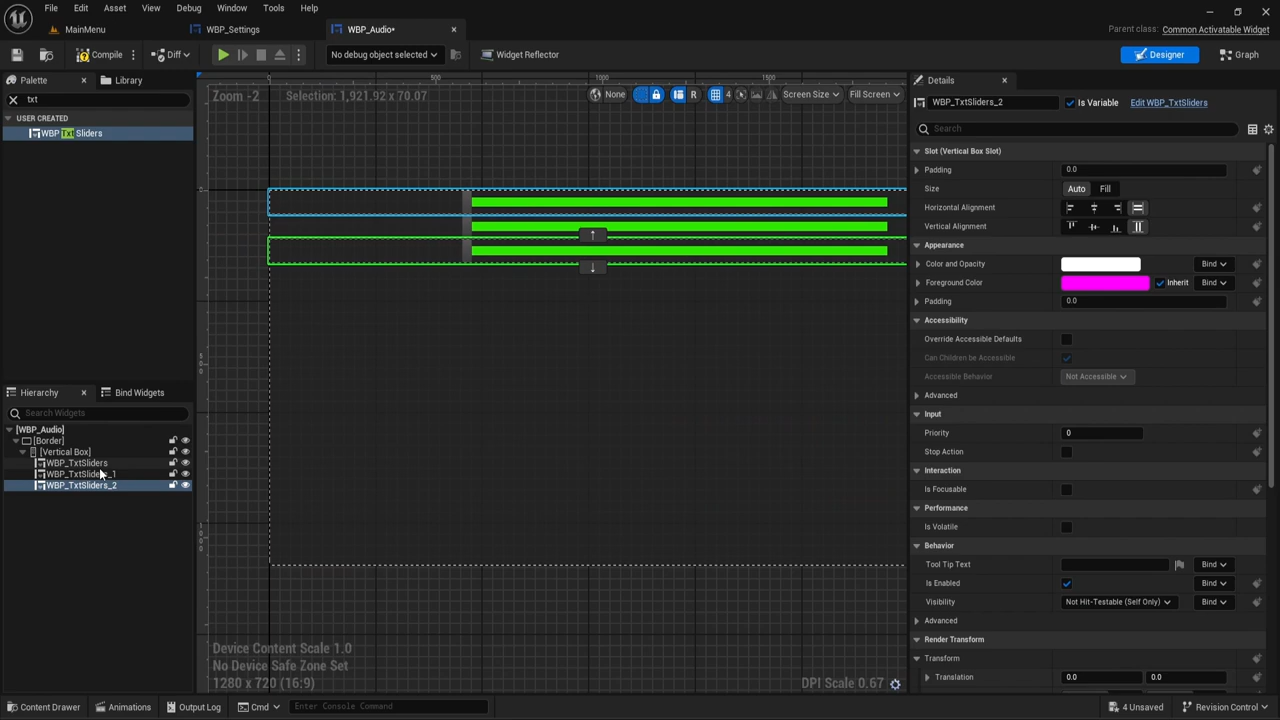 File Edit Asset View Debug Window Tools Help
MainMenu WBP_Settings WBP_Audio•
Parent class: Common Activatable Widget
Compile Diff No debug object selected Widget Reflector Designer Graph
Palette Library
txt
USER CREATED
WBP Txt Sliders
0 500 1000 1500
Zoom -2 Selection: 1,921.92 x 70.07 None R 4 Screen Size Fill Screen
Device Content Scale 1.0
No Device Safe Zone Set
1280 x 720 (16:9) DPI Scale 0.67
Hierarchy Bind Widgets
Search Widgets
[WBP_Audio]
[Border]
[Vertical Box]
WBP_TxtSliders
WBP_TxtSliders_1
WBP_TxtSliders_2
Details
WBP_TxtSliders_2 Is Variable Edit WBP_TxtSliders
Search
Slot (Vertical Box Slot)
Padding 0.0
Size Auto Fill
Horizontal Alignment
Vertical Alignment
Appearance
Color and Opacity Bind
Foreground Color Inherit Bind
Padding 0.0
Accessibility
Override Accessible Defaults
Can Children be Accessible
Accessible Behavior Not Accessible
Advanced
Input
Priority 0
Stop Action
Interaction
Is Focusable
Performance
Is Volatile
Behavior
Tool Tip Text Bind
Is Enabled Bind
Visibility Not Hit-Testable (Self Only) Bind
Advanced
Render Transform
Transform
Translation 0.0 0.0
Content Drawer Animations Output Log Cmd Enter Console Command 4 Unsaved Revision Control